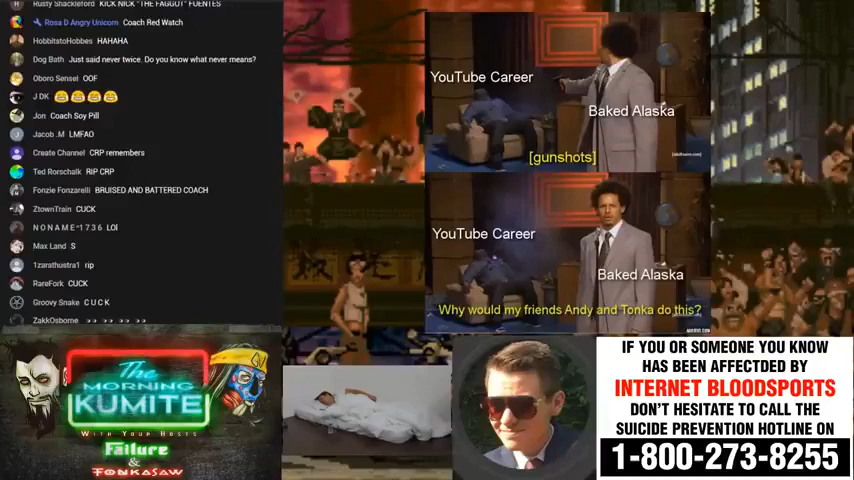 Rusty Shackleford KICK NICK "THE FAGGOT" FUENTES
Rosa D Angry Unicorn Coach Red Watch
HobbitstoHobbes HAHAHA
Dog Bath Just said never twice. Do you know what never means?
Oboro Sensei OOF
J DK 😂😂😂😂
Jon Coach Soy Pill
Jacob .M LMFAO
Create Channel CRP remembers
Ted Rorschalk RIP CRP
Fonzie Fonzarelli BRUISED AND BATTERED COACH
ZtownTrain CUCK
N O N A M E ~1 7 3 6 LOl
Max Land S
1zarathustra1 rip
RareFork CUCK
Groovy Snake C U C K
ZakkOsborne 👀 👀 👀 👀 👀
YouTube Career
Baked Alaska
[gunshots]
[adultswim.com]
YouTube Career
Baked Alaska
Why would my friends Andy and Tonka do this?
The
MORNING
KUMITE
WITH YOUR HOSTS
Failure
&
TONKASAW
IF YOU OR SOMEONE YOU KNOW
HAS BEEN AFFECTDED BY
INTERNET BLOODSPORTS
DON'T HESITATE TO CALL THE
SUICIDE PREVENTION HOTLINE ON
1-800-273-8255